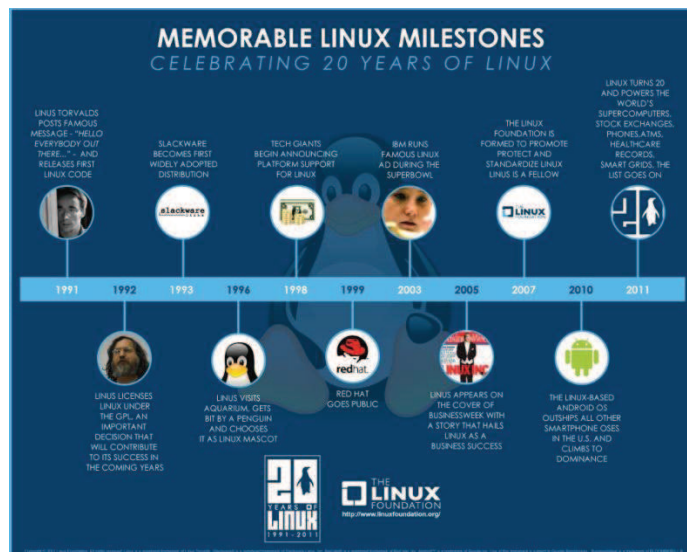 MEMORABLE LINUX MILESTONES
CELEBRATING 20 YEARS OF LINUX
LINUS TORVALDS
POSTS FAMOUS
MESSAGE - "HELLO
EVERYBODY OUT
THERE..." - AND
RELEASES FIRST
LINUX CODE
SLACKWARE
BECOMES FIRST
WIDELY ADOPTED
DISTRIBUTION
TECH GIANTS
BEGIN ANNOUNCING
PLATFORM SUPPORT
FOR LINUX
IBM RUNS
FAMOUS LINUX
AD DURING THE
SUPERBOWL
THE LINUX
FOUNDATION IS
FORMED TO PROMOTE
PROTECT AND
STANDARDIZE LINUX
LINUS IS A FELLOW
LINUX TURNS 20
AND POWERS THE
WORLD'S
SUPERCOMPUTERS,
STOCK EXCHANGES,
PHONES,ATMS,
HEALTHCARE
RECORDS,
SMART GRIDS, THE
LIST GOES ON
slackware
THE
LINUX
FOUNDATION
1991 1992 1993 1996 1998 1999 2003 2005 2007 2010 2011
redhat
LINUX INC
LINUS LICENSES
LINUX UNDER
THE GPL, AN
IMPORTANT
DECISION THAT
WILL CONTRIBUTE
TO ITS SUCCESS IN
THE COMING YEARS
LINUS VISITS
AQUARIUM, GETS
BIT BY A PENGUIN
AND CHOOSES
IT AS LINUX MASCOT
RED HAT
GOES PUBLIC
LINUS APPEARS ON
THE COVER OF
BUSINESSWEEK WITH
A STORY THAT HAILS
LINUX AS A
BUSINESS SUCCESS
THE LINUX-BASED
ANDROID OS
OUTSHIPS ALL OTHER
SMARTPHONE OSES
IN THE U.S. AND
CLIMBS TO
DOMINANCE
20
YEARS OF
LINUX
1991-2011
THE
LINUX
FOUNDATION
http://www.linuxfoundation.org/